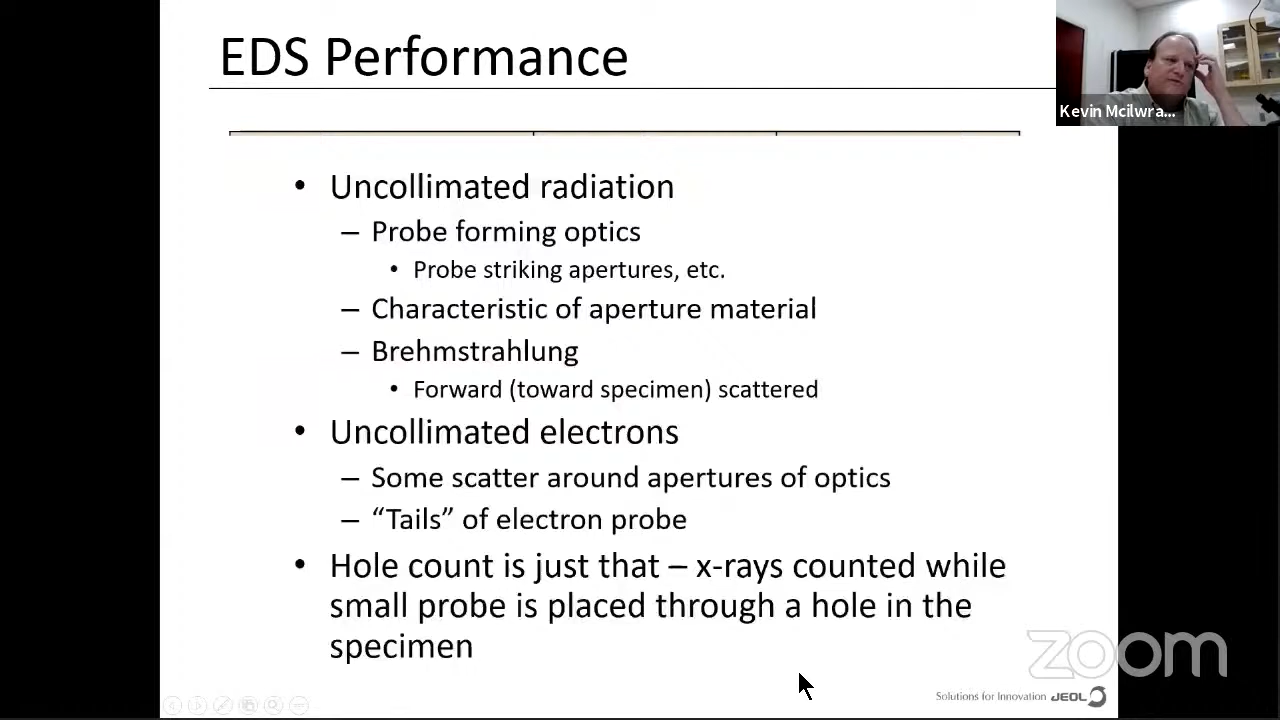 EDS Performance
Kevin Mcilwra...
• Uncollimated radiation
– Probe forming optics
• Probe striking apertures, etc.
– Characteristic of aperture material
– Brehmstrahlung
• Forward (toward specimen) scattered
• Uncollimated electrons
– Some scatter around apertures of optics
– “Tails” of electron probe
• Hole count is just that – x-rays counted while
small probe is placed through a hole in the
specimen
zoom
Solutions for Innovation JEOL